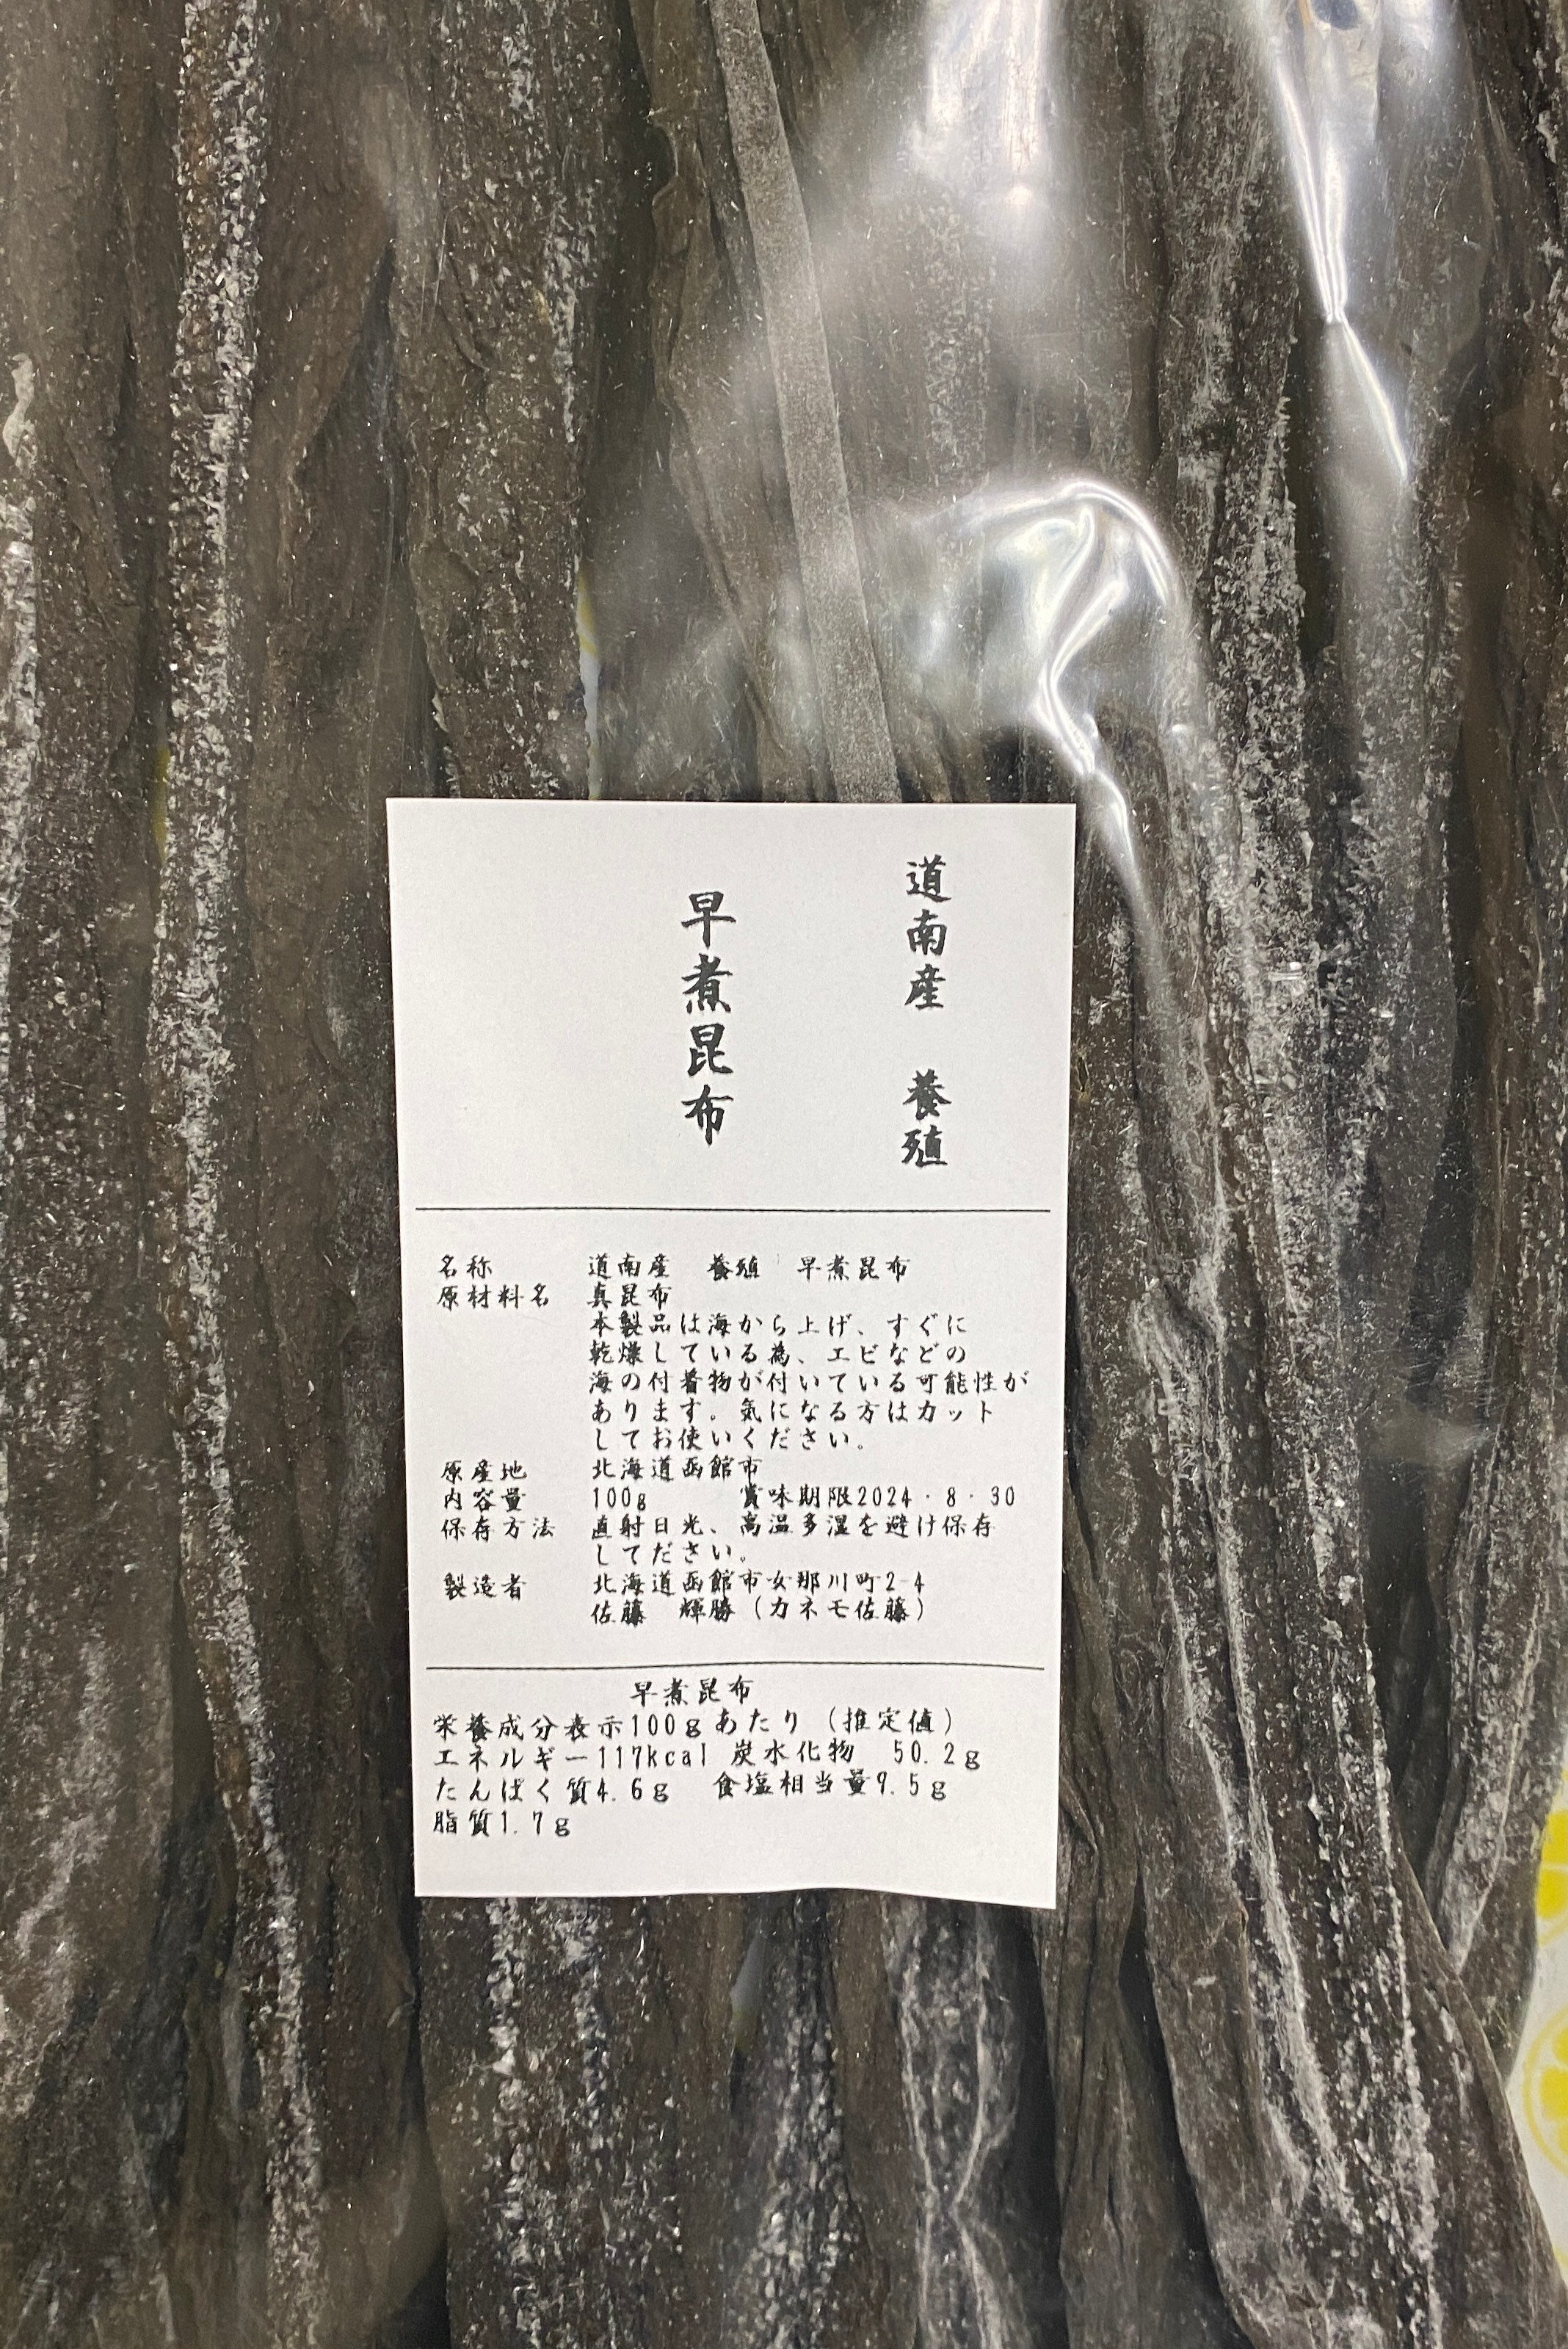 道南産　養殖
早煮昆布
名称　道南産　養殖　早煮昆布
原材料名　真昆布
本製品は海から上げ、すぐに
乾燥している為、エビなどの
海の付着物が付いている可能性が
あります。気になる方はカット
してお使いください。
原産地　北海道函館市
内容量　100g　賞味期限2024・8・30
保存方法　直射日光、高温多湿を避け保存
してださい。
製造者　北海道函館市女那川町2-4
佐藤　輝勝（カネモ佐藤）
早煮昆布
栄養成分表示100gあたり（推定値）
エネルギー117kcal 炭水化物　50.2g
たんぱく質4.6g　食塩相当量9.5g
脂質1.7g